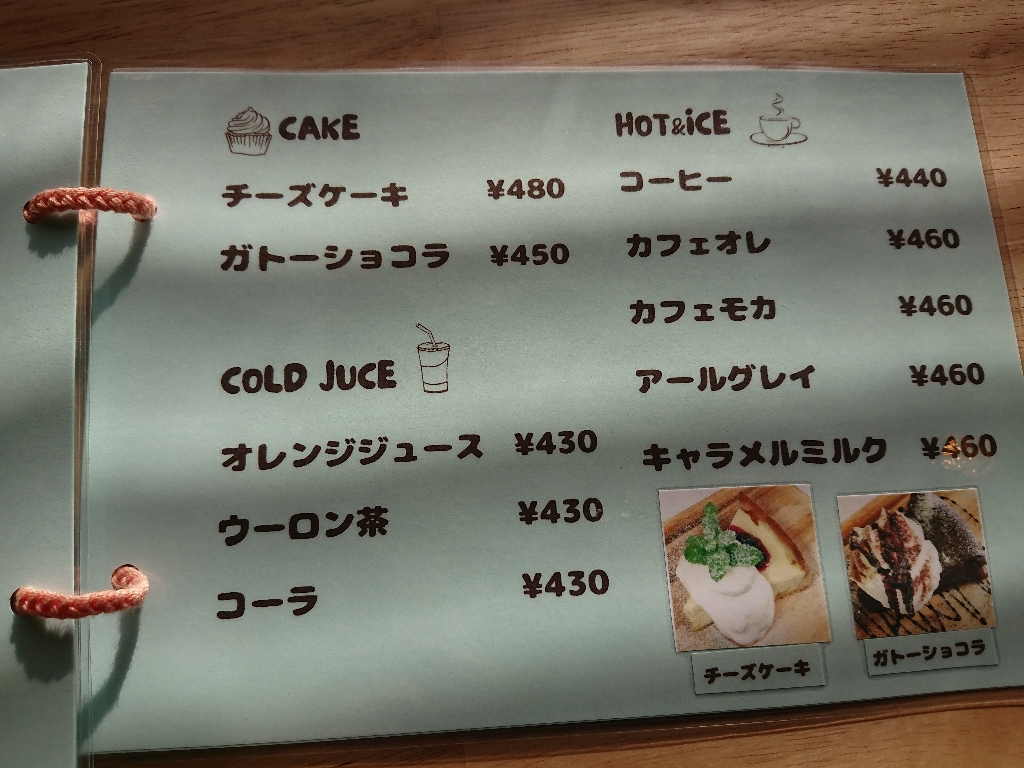 CAKE
チーズケーキ ¥480
ガトーショコラ ¥450
COLD JUCE
オレンジジュース ¥430
ウーロン茶 ¥430
コーラ ¥430
HOT&iCE
コーヒー ¥440
カフェオレ ¥460
カフェモカ ¥460
アールグレイ ¥460
キャラメルミルク ¥460
チーズケーキ
ガトーショコラ